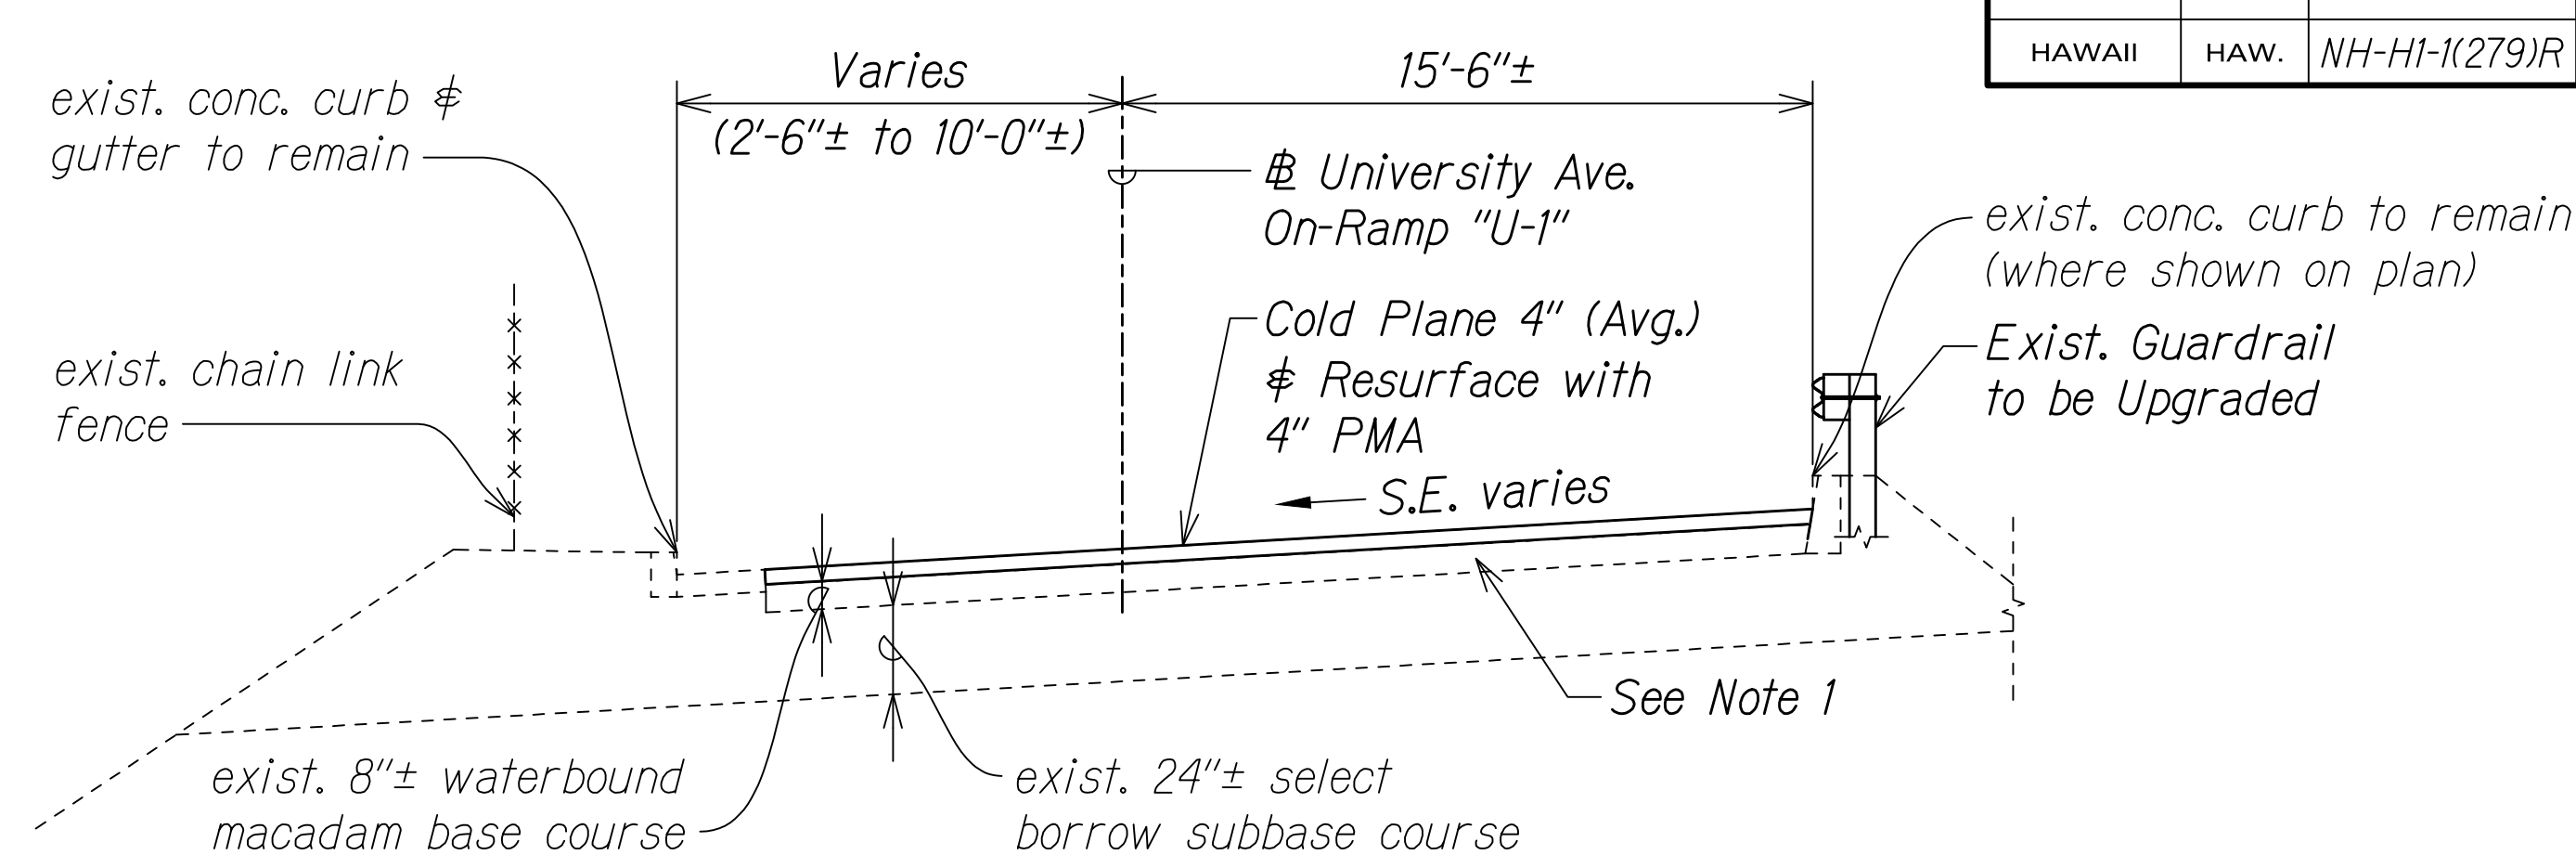 HAWAII HAW. NH-H1-1(279)R
Varies
(2'-6"± to 10'-0"±)
15'-6"±
exist. conc. curb &
gutter to remain
℄ University Ave.
On-Ramp "U-1"
exist. conc. curb to remain
(where shown on plan)
Cold Plane 4" (Avg.)
& Resurface with
4" PMA
Exist. Guardrail
to be Upgraded
exist. chain link
fence
S.E. varies
See Note 1
exist. 8"± waterbound
macadam base course
exist. 24"± select
borrow subbase course